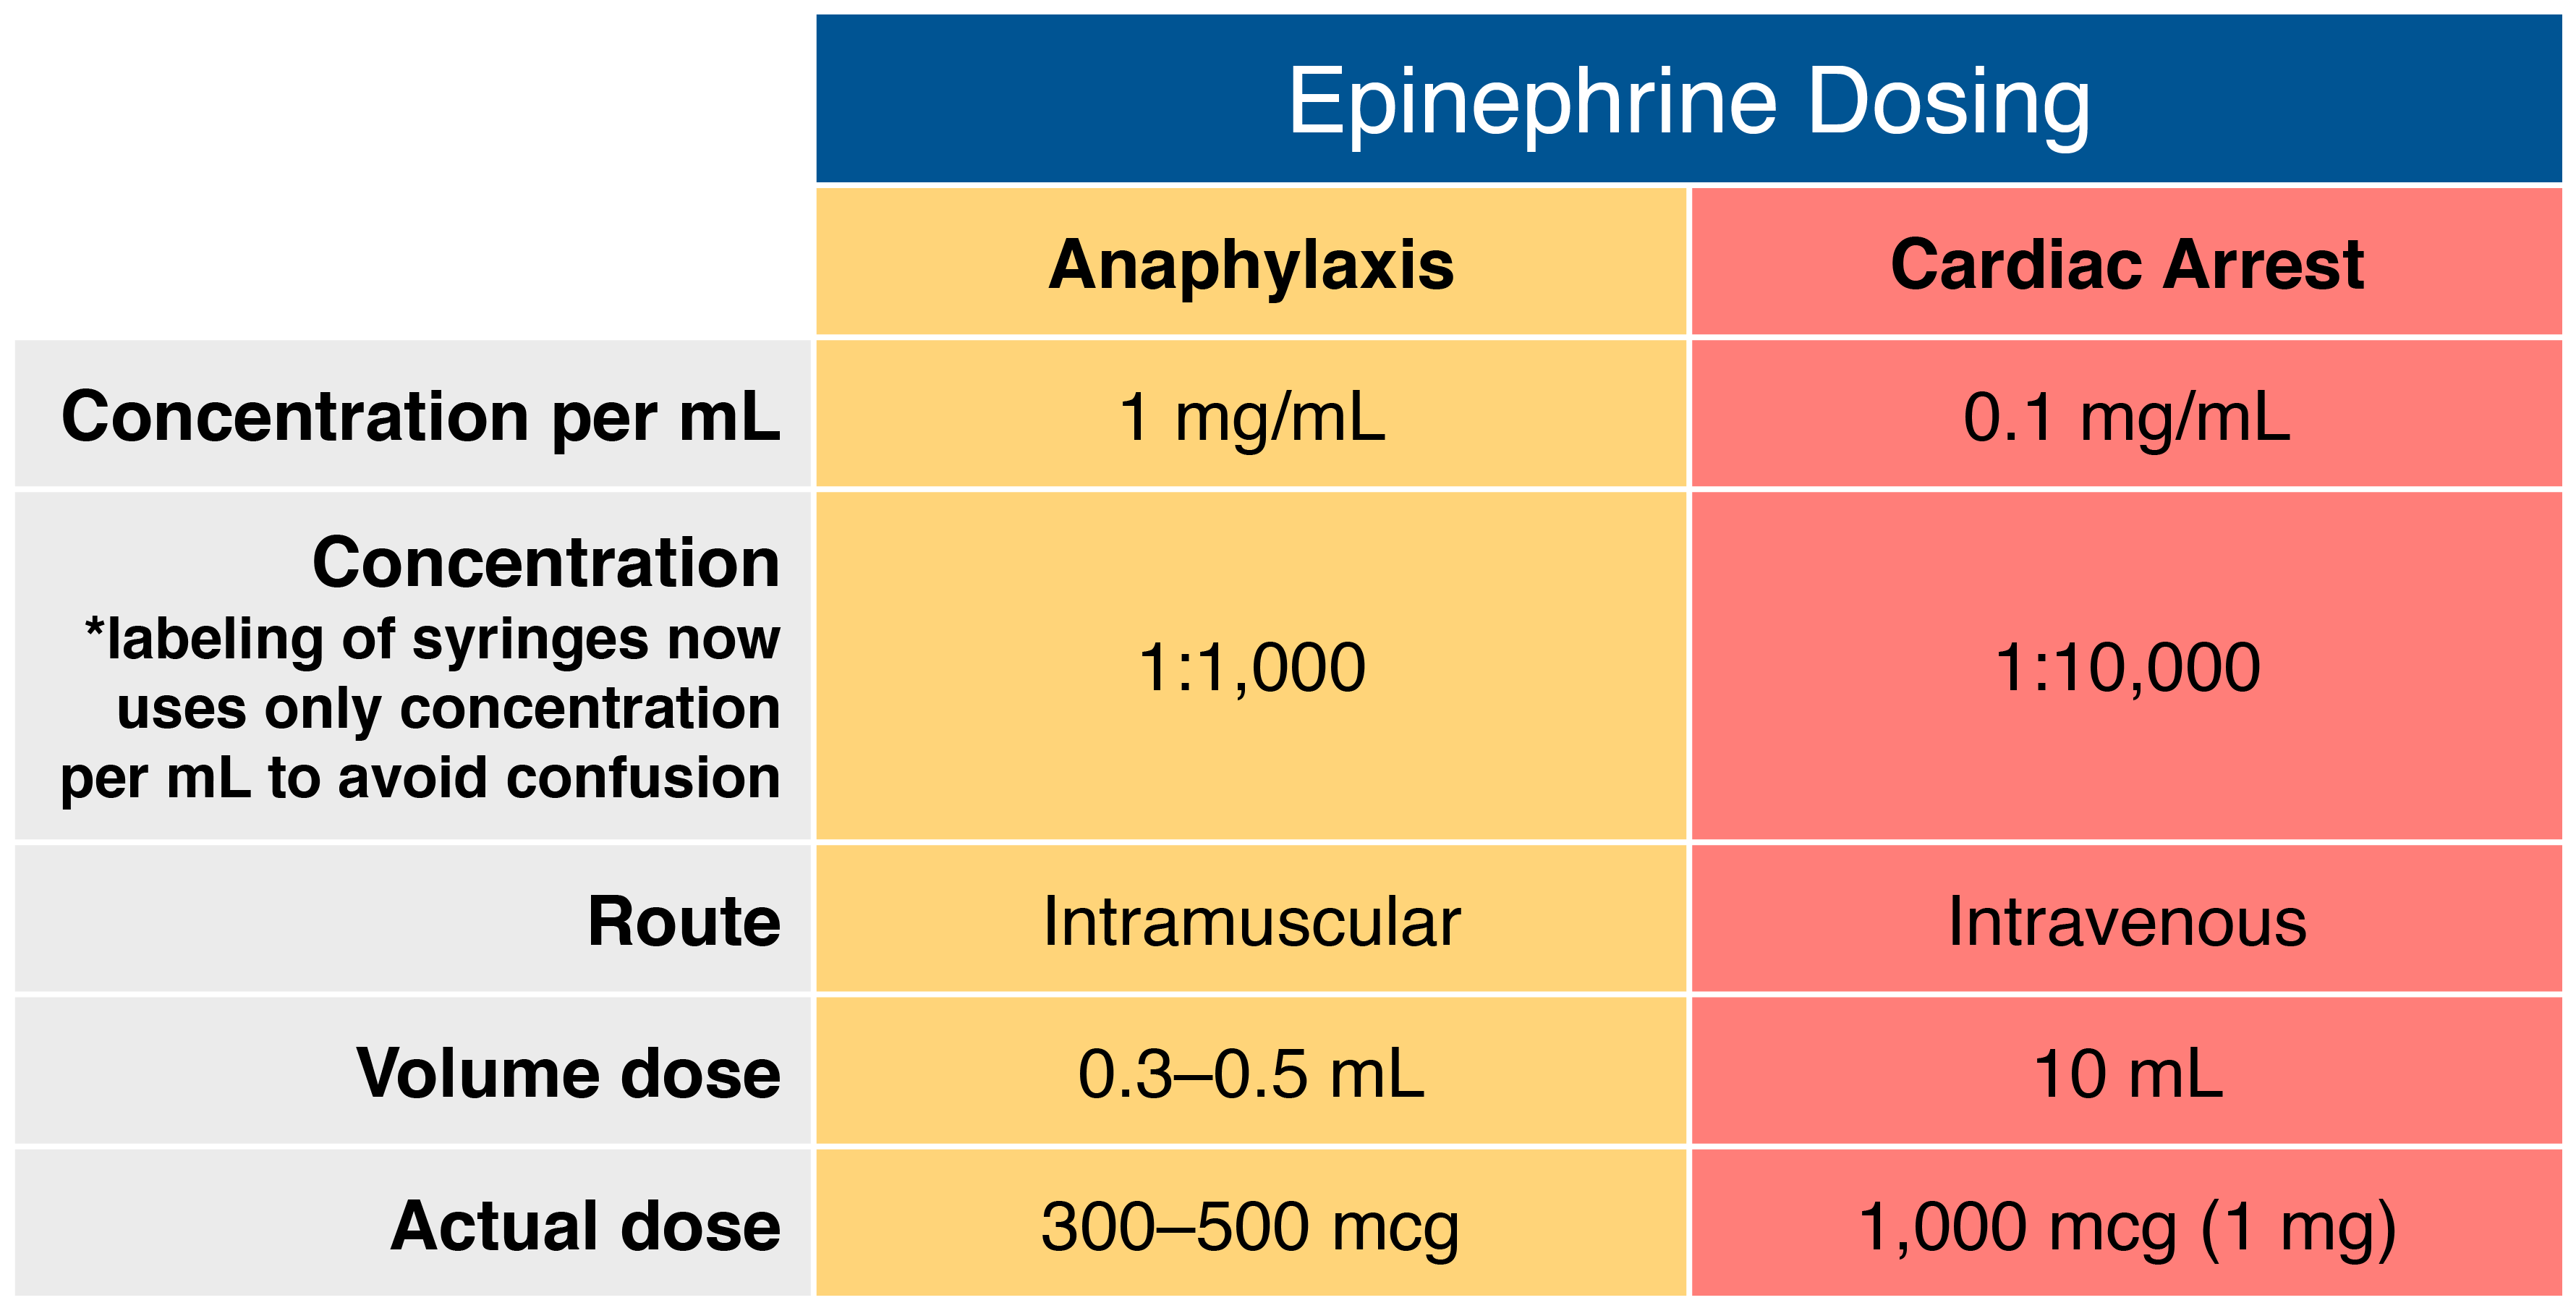 Epinephrine Dosing
Anaphylaxis
Cardiac Arrest
Concentration per mL
1 mg/mL
0.1 mg/mL
Concentration
*labeling of syringes now
uses only concentration
per mL to avoid confusion
1:1,000
1:10,000
Route
Intramuscular
Intravenous
Volume dose
0.3–0.5 mL
10 mL
Actual dose
300–500 mcg
1,000 mcg (1 mg)